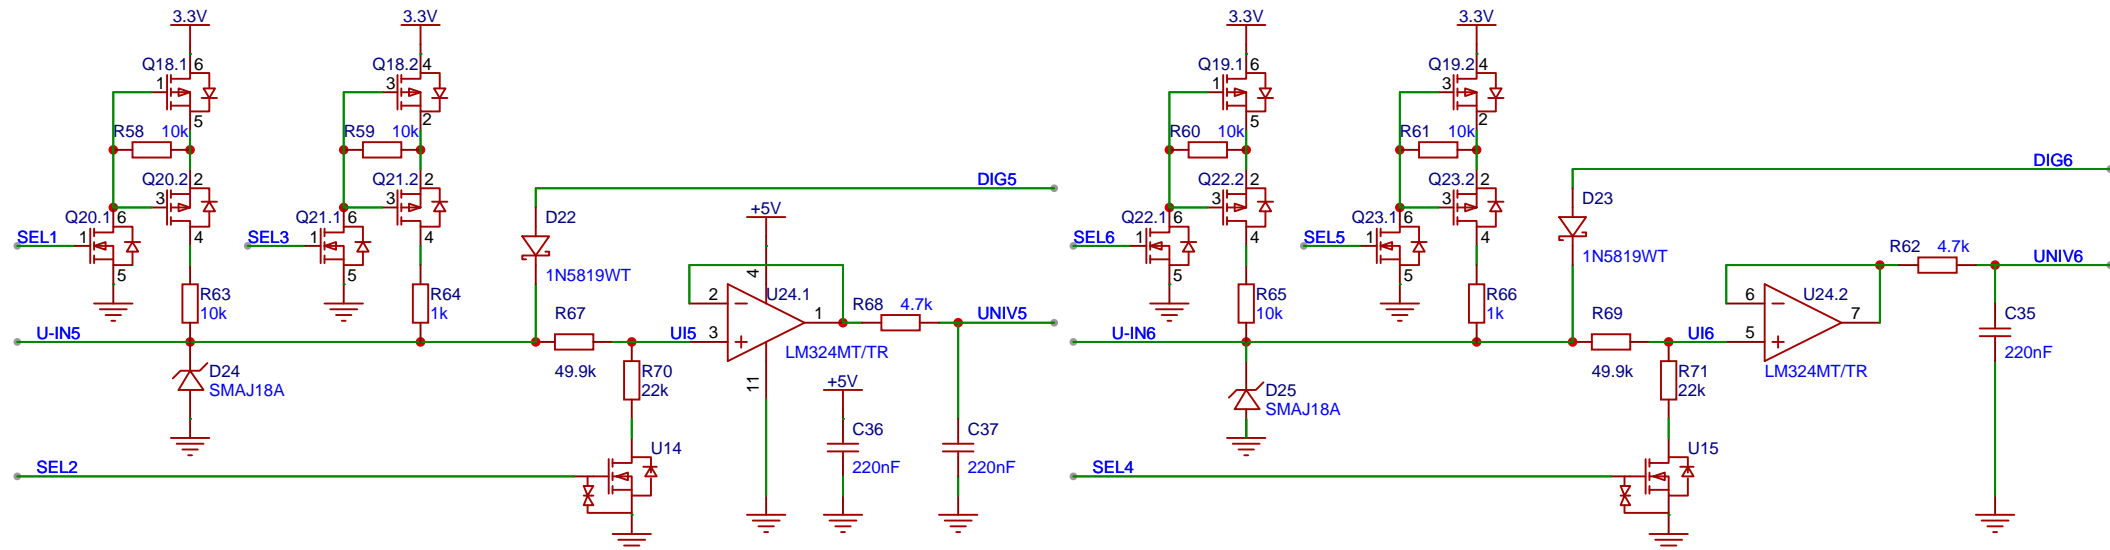 3.3V
3.3V
3.3V
3.3V
Q18.1 6
1
5
Q18.2 4
3
2
Q19.1 6
1
5
Q19.2 4
3
2
R58 10k
R59 10k
R60 10k
R61 10k
DIG6
Q20.2 2
3
4
Q21.2 2
3
4
DIG5
Q22.2 2
3
4
Q23.2 2
3
4
Q20.1 6
SEL1 1
5
Q21.1 6
SEL3 1
5
D22
1N5819WT
+5V
Q22.1 6
SEL6 1
5
Q23.1 6
SEL5 1
5
D23
1N5819WT
R62 4.7k
UNIV6
R63
10k
R64
1k
2
4
U24.1
1
R68 4.7k
UNIV5
R65
10k
R66
1k
6
U24.2
7
C35
220nF
U-IN5
R67
49.9k
UI5
3
11
LM324MT/TR
U-IN6
R69
49.9k
UI6
5
LM324MT/TR
D24
SMAJ18A
R70
22k
+5V
D25
SMAJ18A
R71
22k
C36
220nF
C37
220nF
SEL2
U14
SEL4
U15